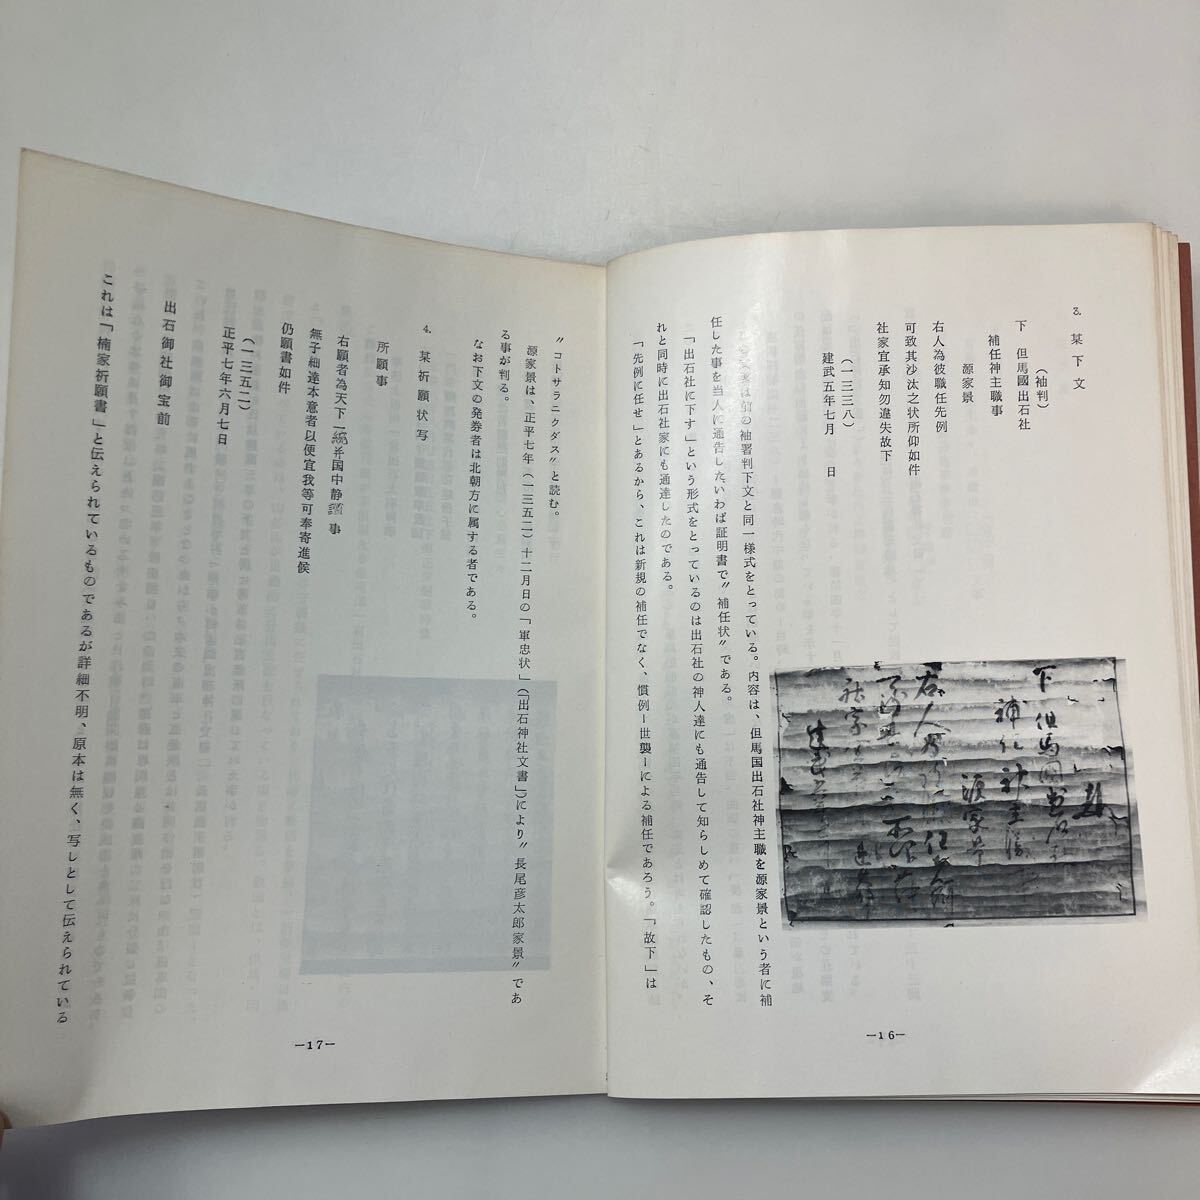 3. 某下文
（袖判）
下　但馬國出石社
補任神主職事
源家景
右人為彼職任先例
可致其沙汰之状所仰如件
社家宜承知勿違失故下
（一三三八）
建武五年七月　日
は前の袖署判下文と同一様式をとっている。内容は、但馬国出石社神主職を源家景という者に補
任した事を当人に通告したいわば証明書で〃補任状〃である。
「出石社に下す」という形式をとっているのは出石社の神人達にも通告して知らしめて確認したもの、そ
れと同時に出石社家にも通達したのである。
「先例に任せ」とあるから、これは新規の補任でなく、慣例ー世襲ーによる補任であろう。「故下」は
—16—
〃コトサラニクダス〃と読む。
源家景は、正平七年（一三五二）十二月日の「軍忠状」（「出石神社文書」）により〃長尾彦太郎家景〃であ
る事が判る。
なお下文の発券者は北朝方に属する者である。
4. 某祈願状写
所願事
右願者為天下一統并国中静謐事
無子細達本意者以便宜我等可奉寄進候
仍願書如件
（一三五二）
正平七年六月七日
出石御社御宝前
これは「楠家祈願書」と伝えられているものであるが詳細不明、原本は無く、写しとして伝えられている
—17—